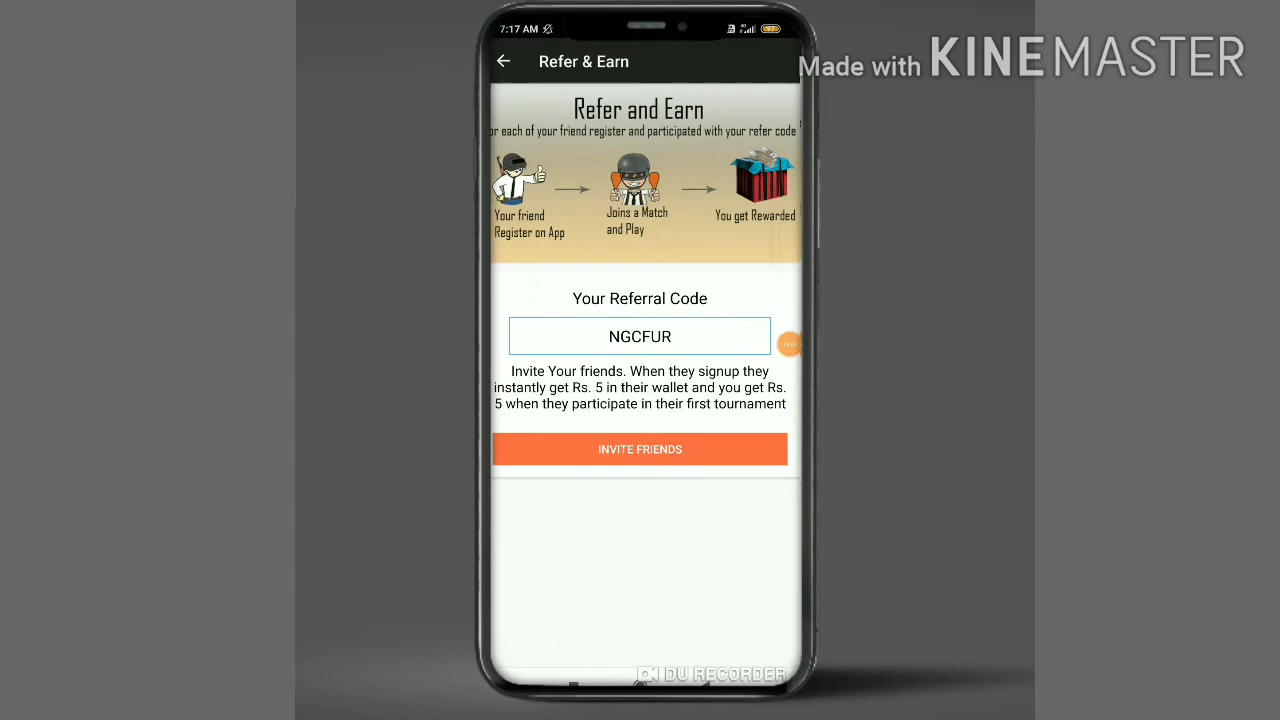 7:17 AM
4G
97
Made with KINEMASTER
Refer & Earn
Refer and Earn
or each of your friend register and participated with your refer code
Your friend
Register on App
Joins a Match
and Play
You get Rewarded
Your Referral Code
NGCFUR
Invite Your friends. When they signup they
instantly get Rs. 5 in their wallet and you get Rs.
5 when they participate in their first tournament
INVITE FRIENDS
DU RECORDER